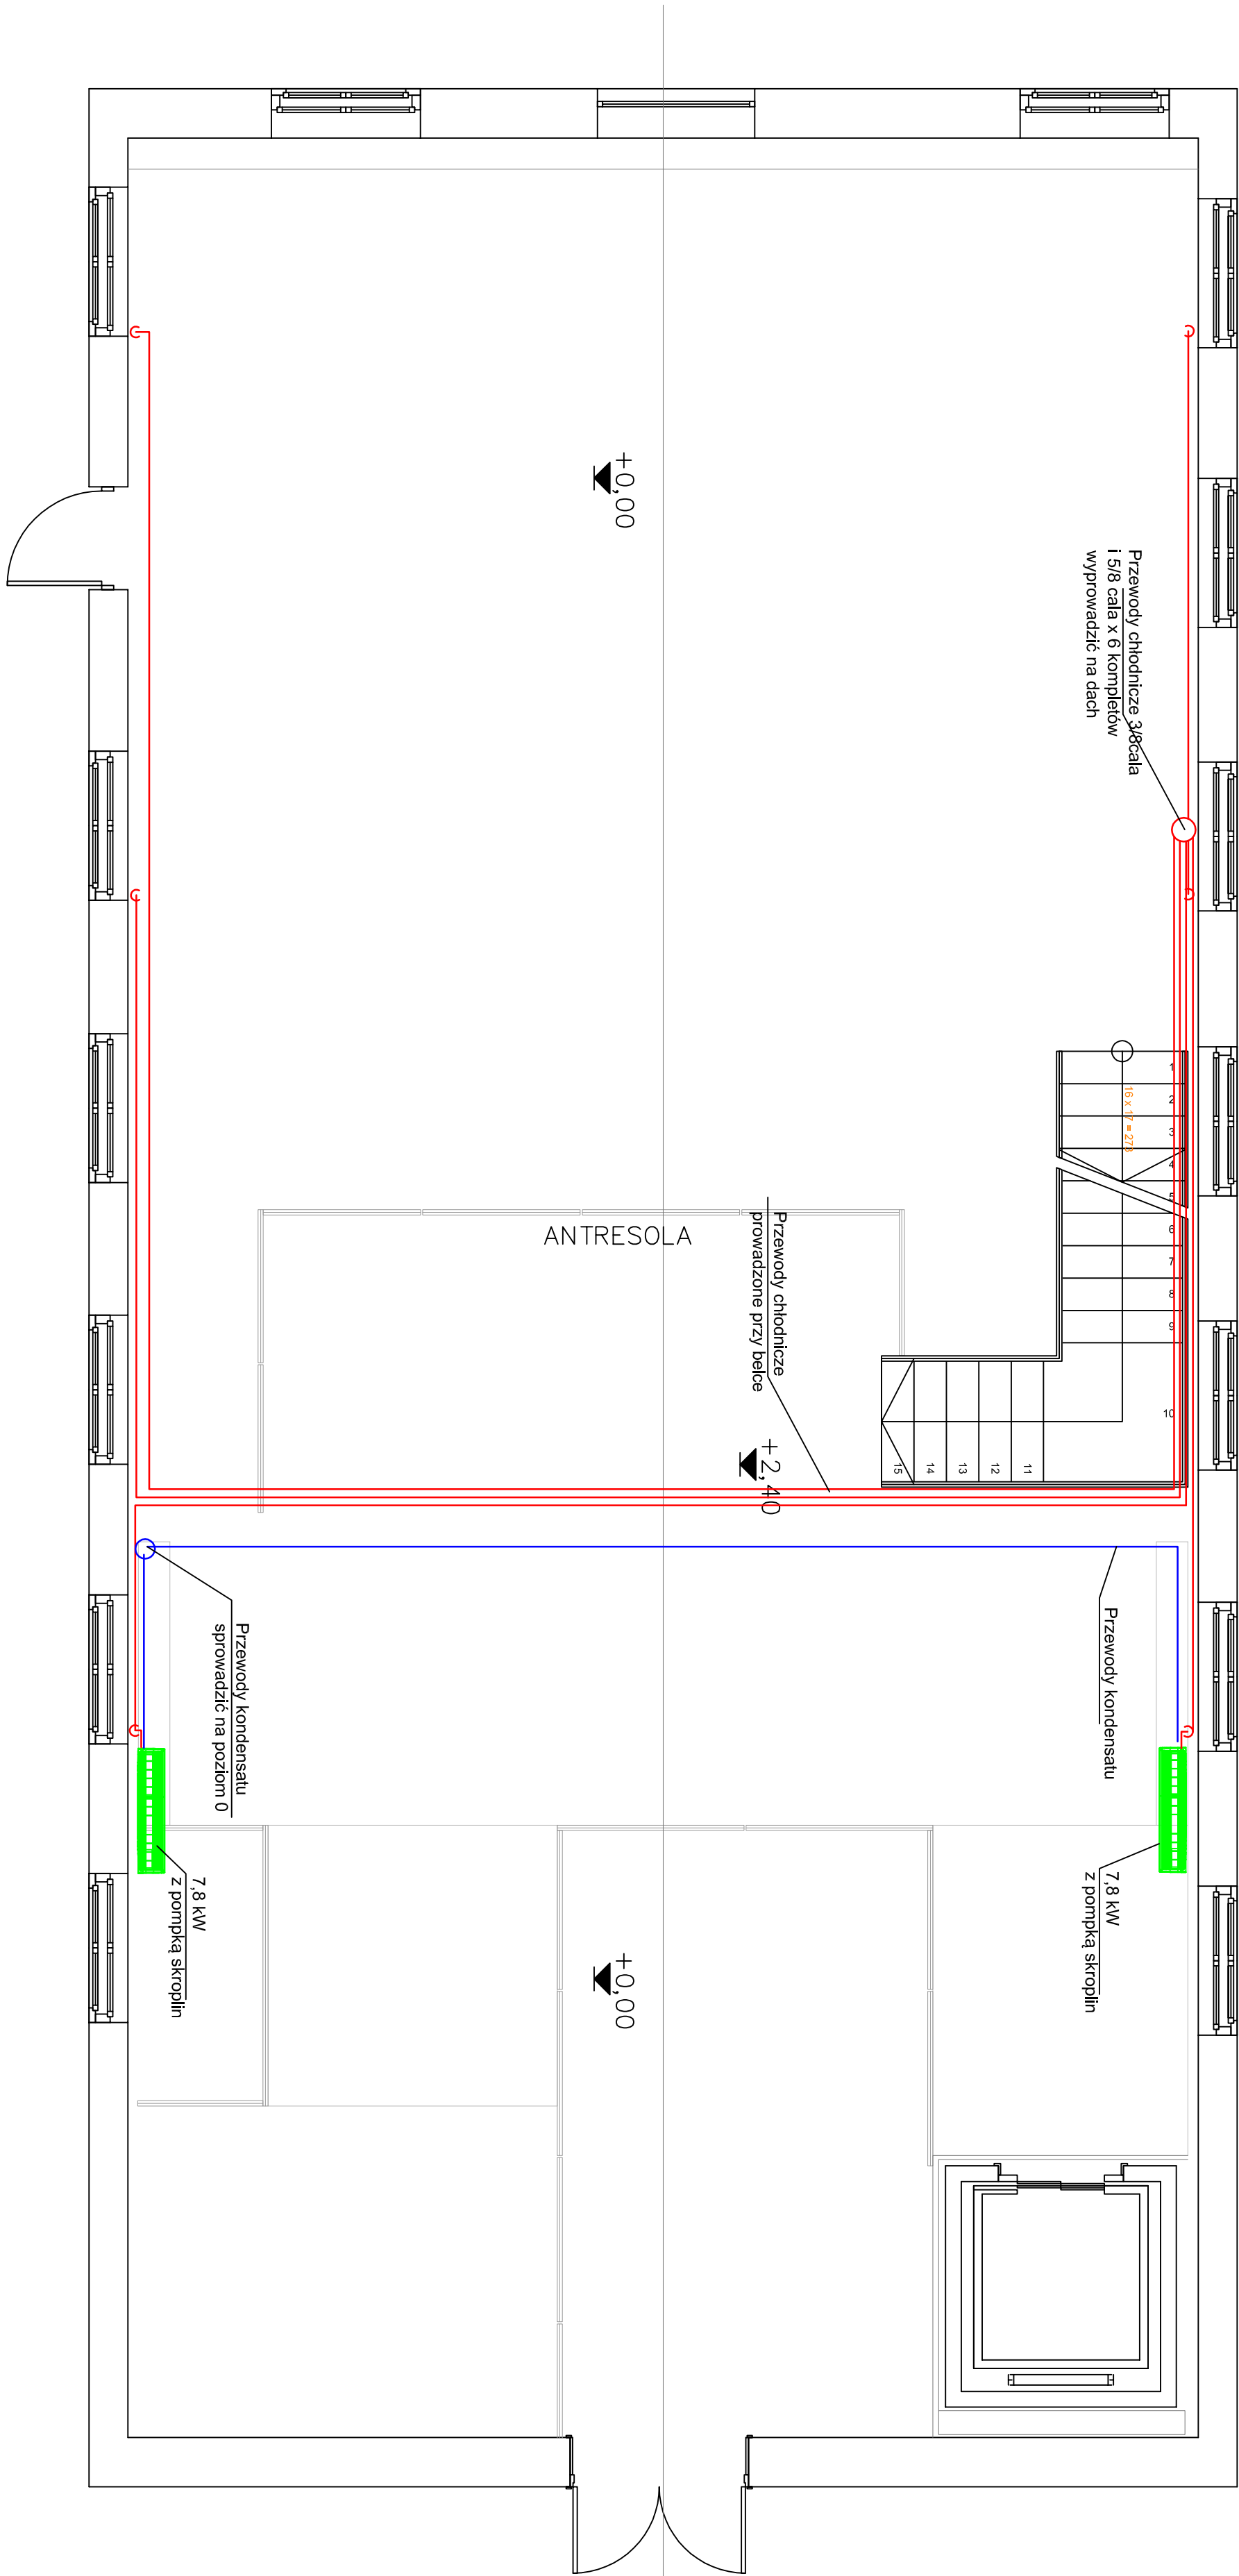 +0,00
Przewody chłodnicze 3/8cala
i 5/8 cala x 6 kompletów
wyprowadzić na dach
1
2
3
4
5
6
7
8
9
10
11
12
13
14
15
ANTRESOLA
Przewody chłodnicze
prowadzone przy belce
+2,40
Przewody kondensatu
sprowadzić na poziom 0
Przewody kondensatu
7,8 kW
z pompką skroplin
7,8 kW
z pompką skroplin
+0,00